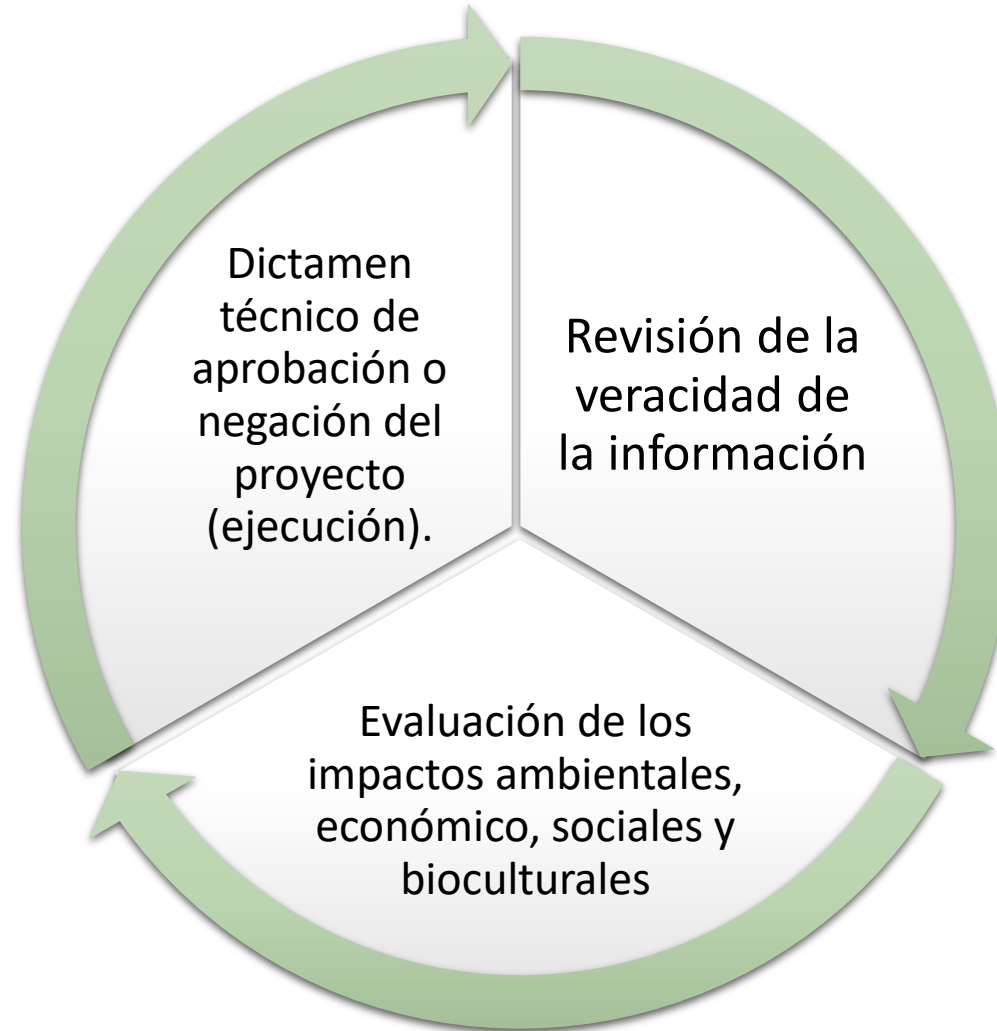 Dictamen
técnico de
aprobación o
negación del
proyecto
(ejecución).
Revisión de la
veracidad de
la información
Evaluación de los
impactos ambientales,
económico, sociales y
bioculturales